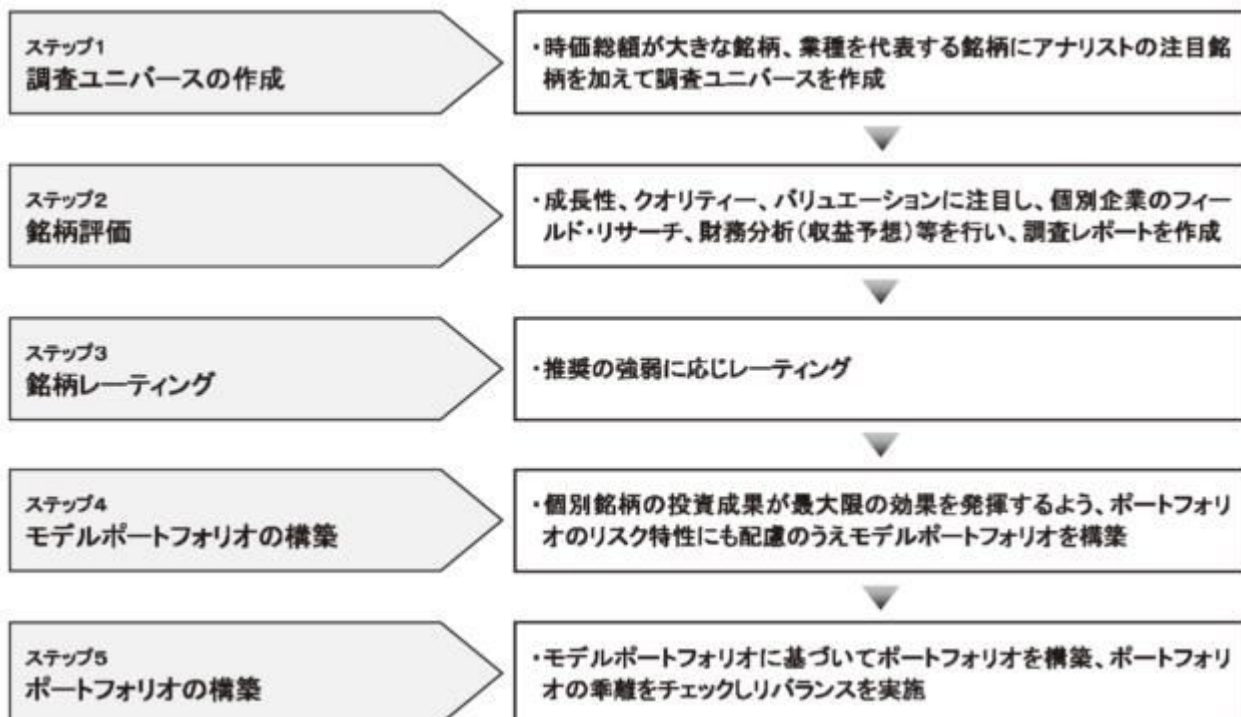 ステップ1
調査ユニバースの作成
・時価総額が大きな銘柄、業種を代表する銘柄にアナリストの注目銘
柄を加えて調査ユニバースを作成
ステップ2
銘柄評価
・成長性、クオリティー、バリュエーションに注目し、個別企業のフィー
ルド・リサーチ、財務分析(収益予想)等を行い、調査レポートを作成
ステップ3
銘柄レーティング
・推奨の強弱に応じレーティング
ステップ4
モデルポートフォリオの構築
・個別銘柄の投資成果が最大限の効果を発揮するよう、ポートフォリ
オのリスク特性にも配慮のうえモデルポートフォリオを構築
ステップ5
ポートフォリオの構築
・モデルポートフォリオに基づいてポートフォリオを構築、ポートフォリ
オの乖離をチェックしリバランスを実施